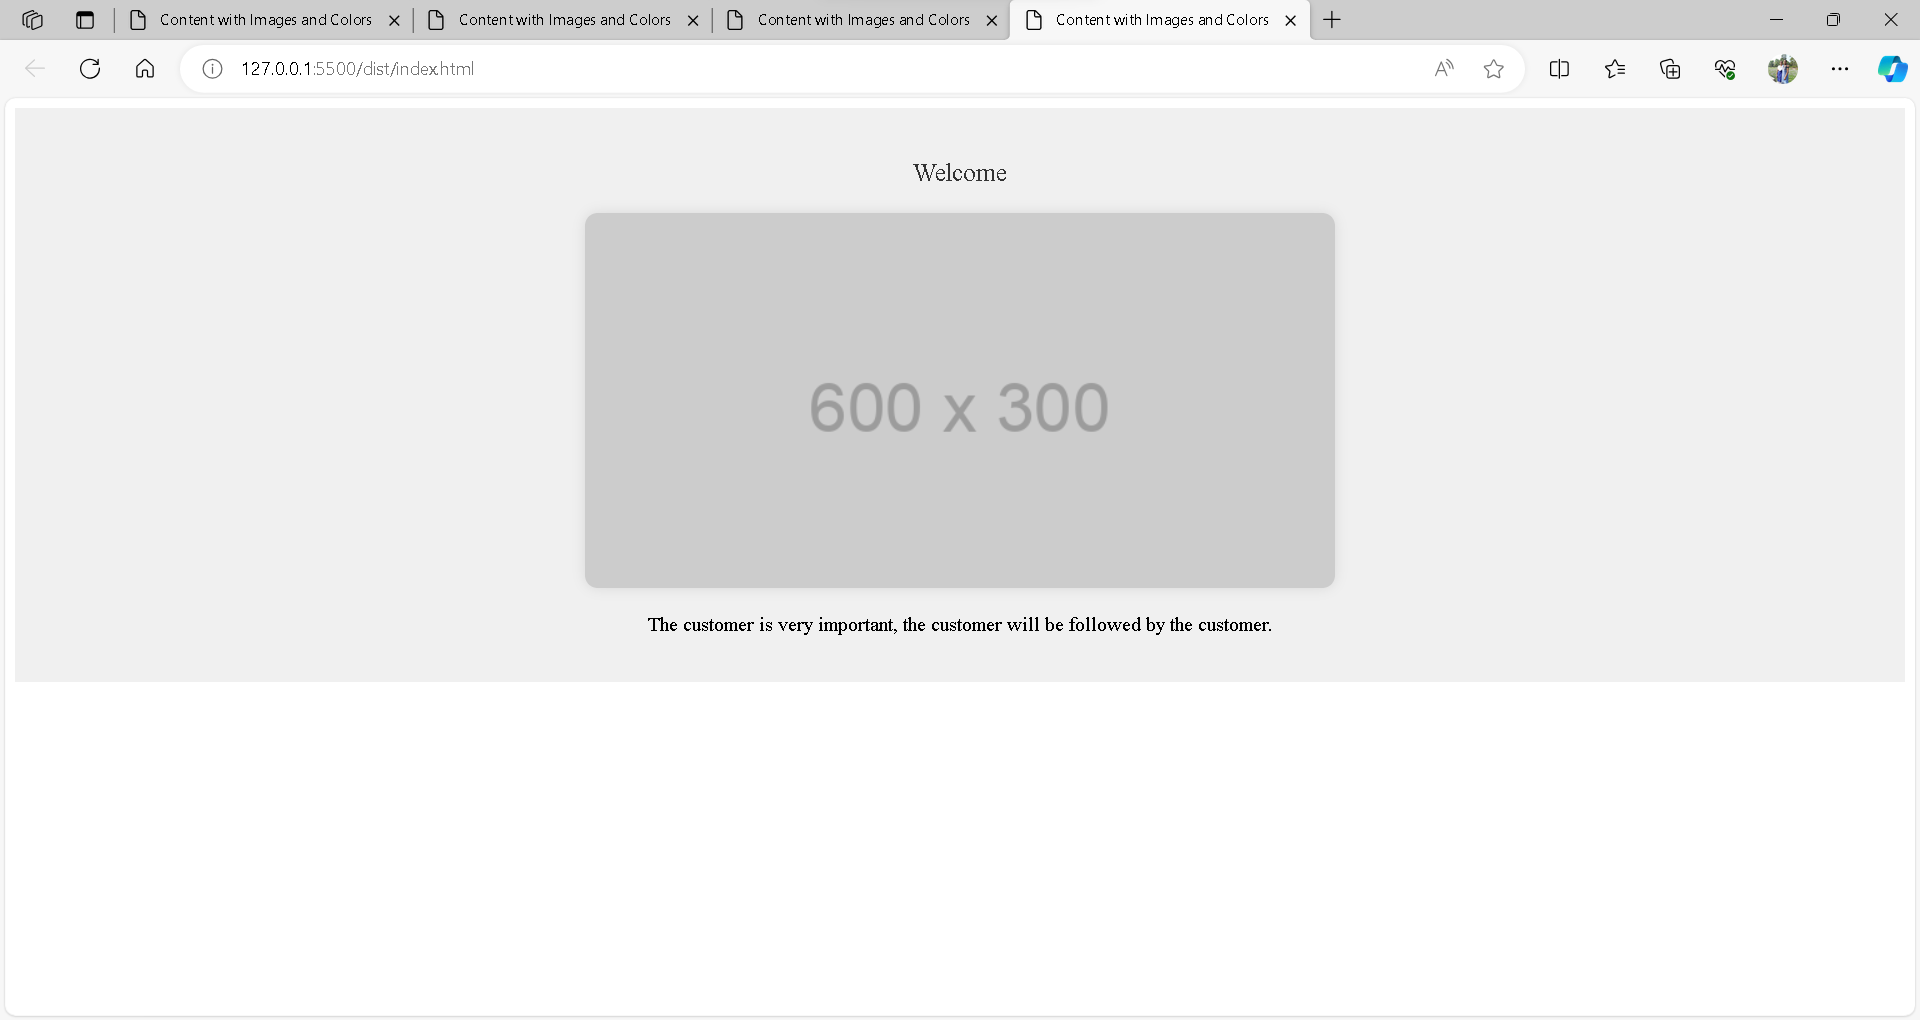 Content with Images and Colors
Content with Images and Colors
Content with Images and Colors
Content with Images and Colors
127.0.0.1:5500/dist/index.html
Welcome
600 x 300
The customer is very important, the customer will be followed by the customer.